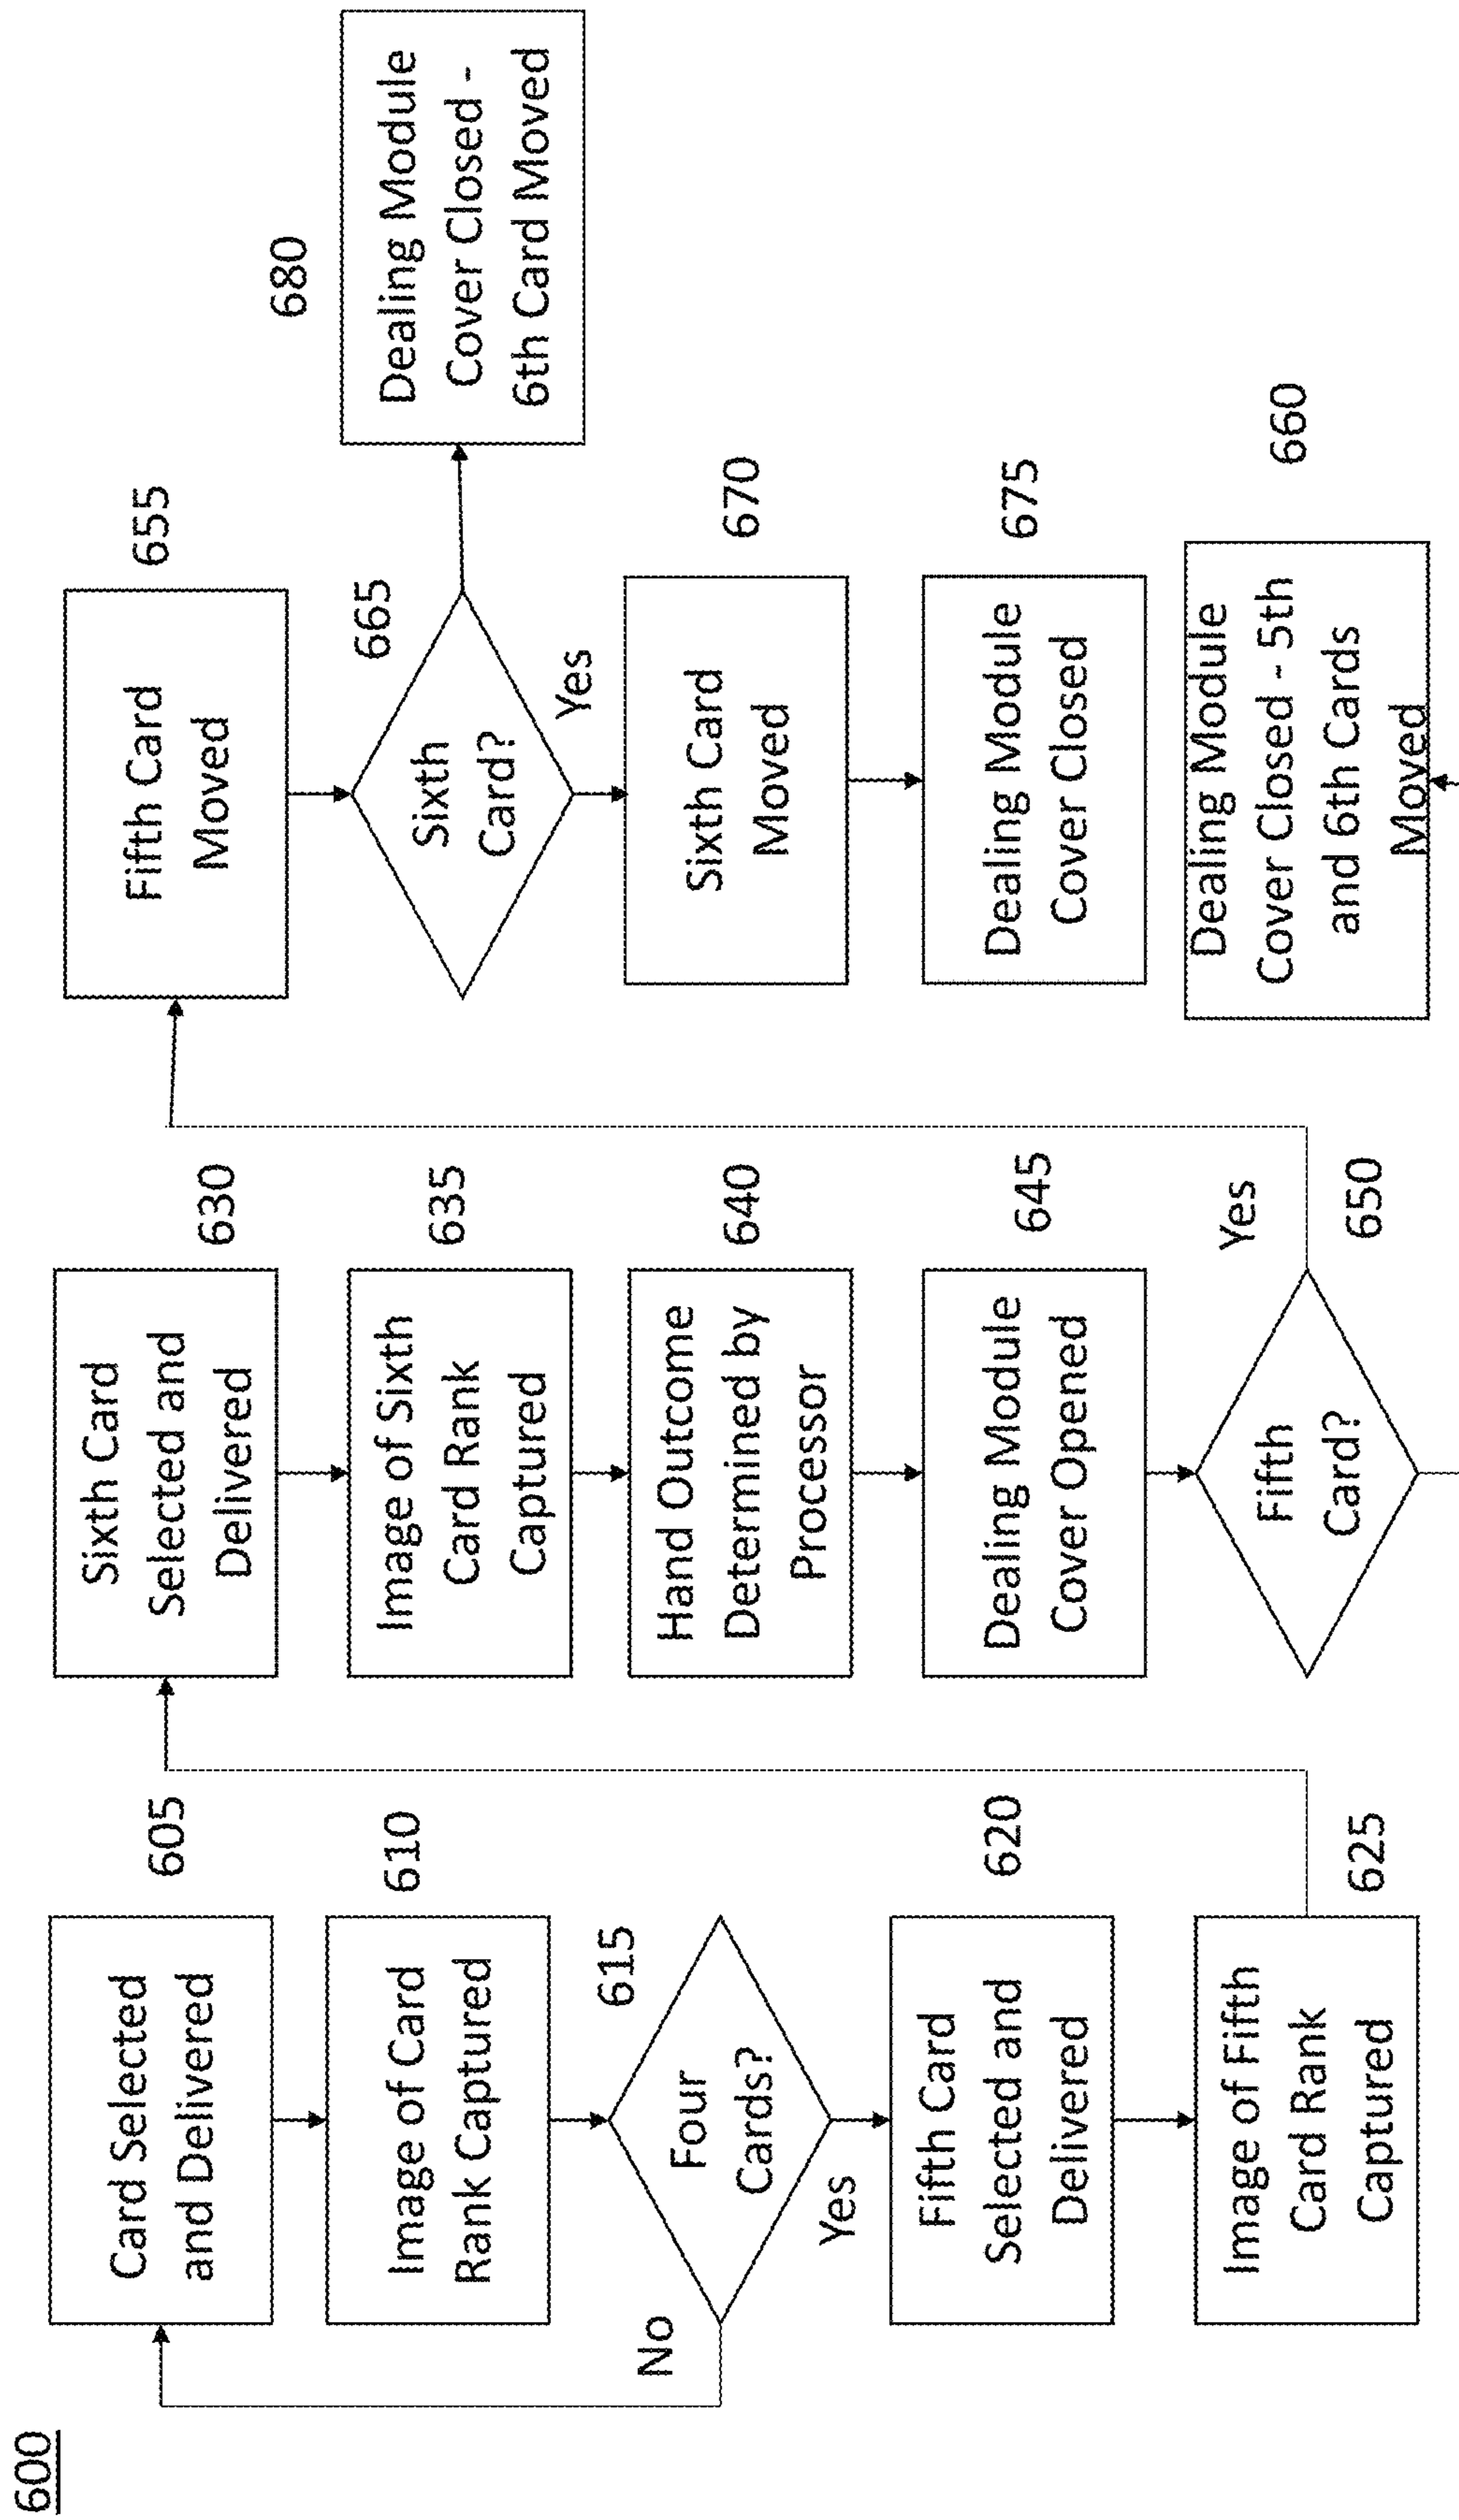 600
Card Selected
and Delivered
605
Image of Card
Rank Captured
610
Four
Cards?
615
No
Yes
Fifth Card
Selected and
Delivered
620
Image of Fifth
Card Rank
Captured
625
Sixth Card
Selected and
Delivered
630
Image of Sixth
Card Rank
Captured
635
Hand Outcome
Determined by
Processor
640
Dealing Module
Cover Opened
645
Fifth
Card?
650
Yes
Fifth Card
Moved
655
Sixth
Card?
665
Yes
Dealing Module
Cover Closed -
6th Card Moved
680
Sixth Card
Moved
670
Dealing Module
Cover Closed
675
Dealing Module
Cover Closed - 5th
and 6th Cards
Moved
660